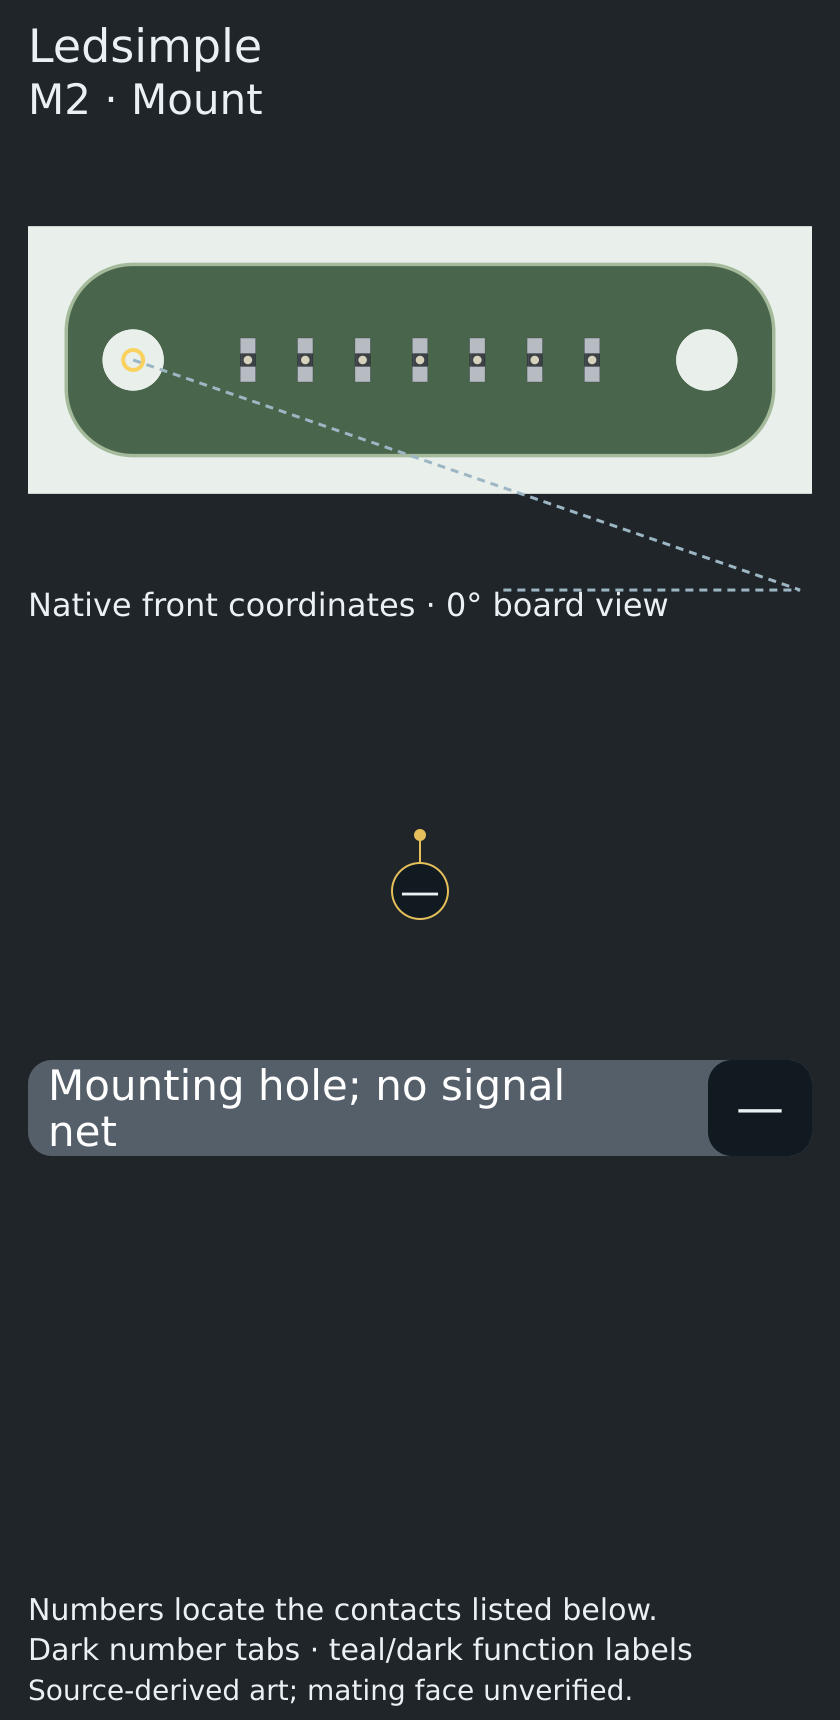 Ledsimple
M2 · Mount
Native front coordinates · 0° board view
—
Mounting hole; no signal
net
—
Numbers locate the contacts listed below.
Dark number tabs · teal/dark function labels
Source-derived art; mating face unverified.